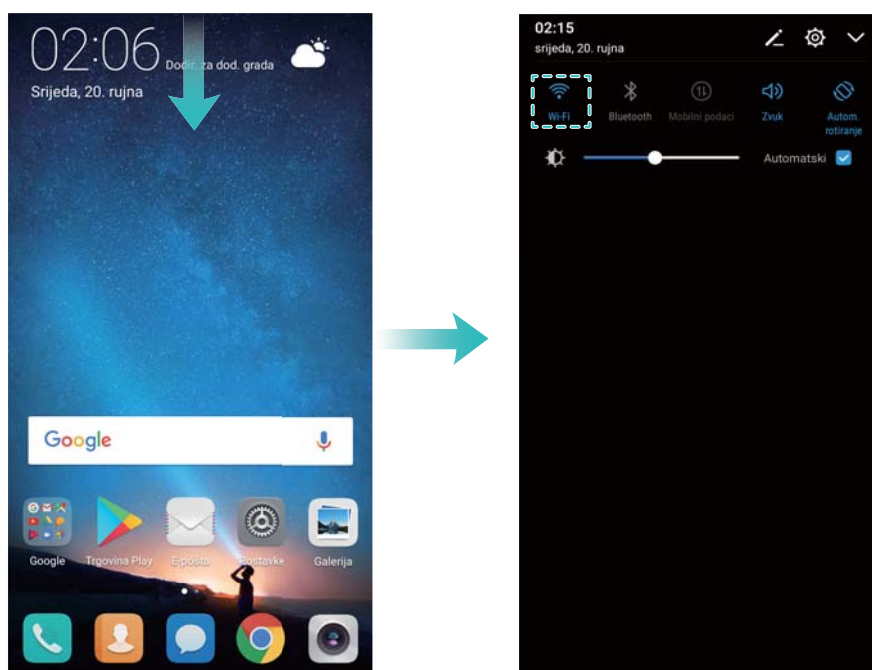 02:06
Dodir za dod. grada
Srijeda, 20. rujna
Google
Google
Trgovina Play
E-pošta
Postavke
Galerija
02:15
srijeda, 20. rujna
Wi-Fi
Bluetooth
Mobilni podaci
Zvuk
Autom.
rotiranje
Automatski